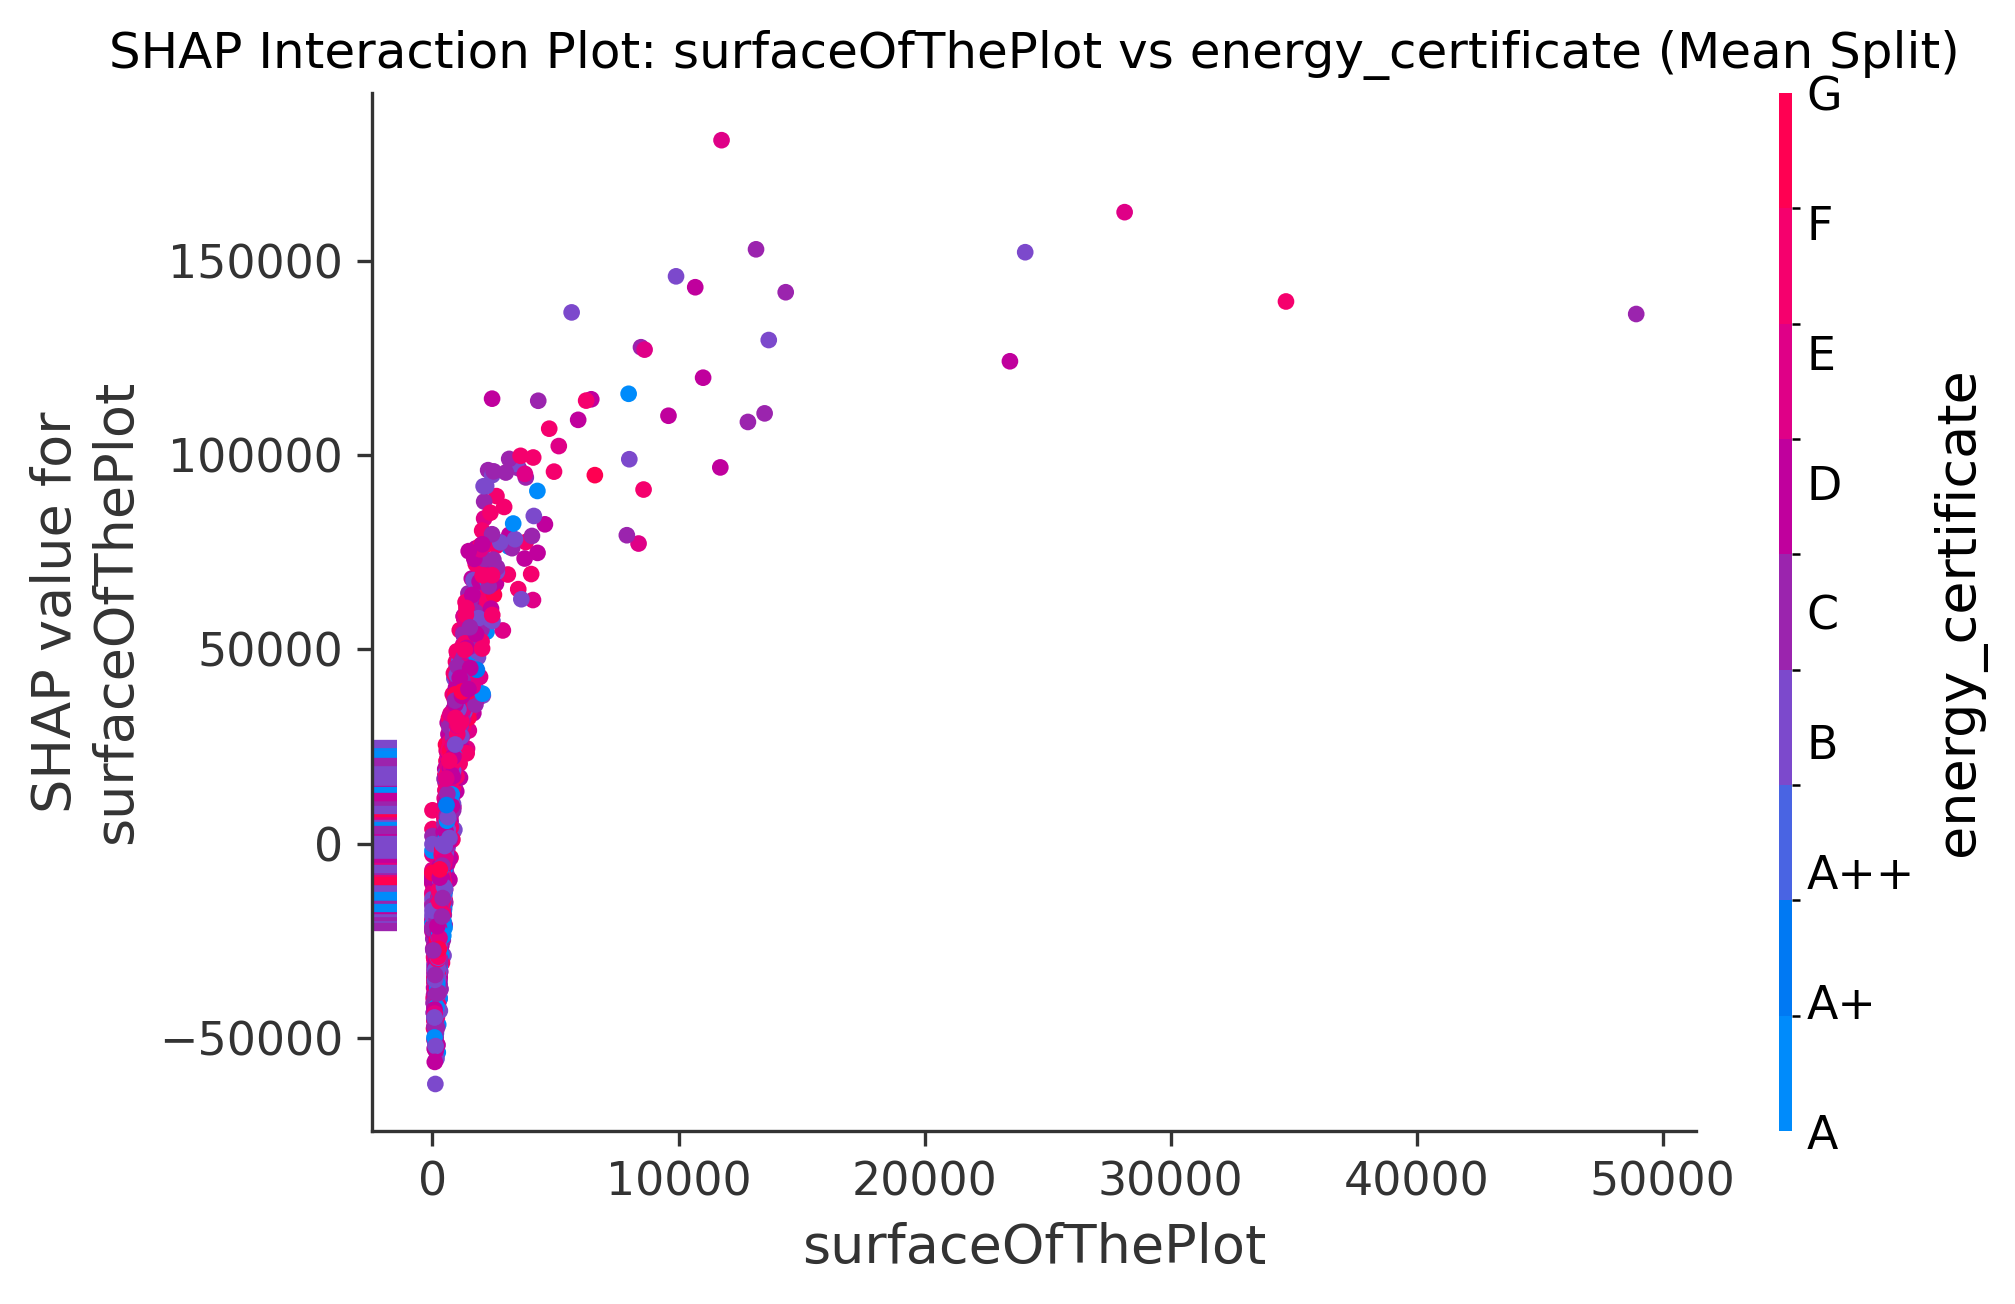 SHAP Interaction Plot: surfaceOfThePlot vs energy_certificate (Mean Split)
SHAP value for
surfaceOfThePlot
150000
100000
50000
0
−50000
0
10000
20000
30000
40000
50000
surfaceOfThePlot
G
F
E
D
C
B
A++
A+
A
energy_certificate